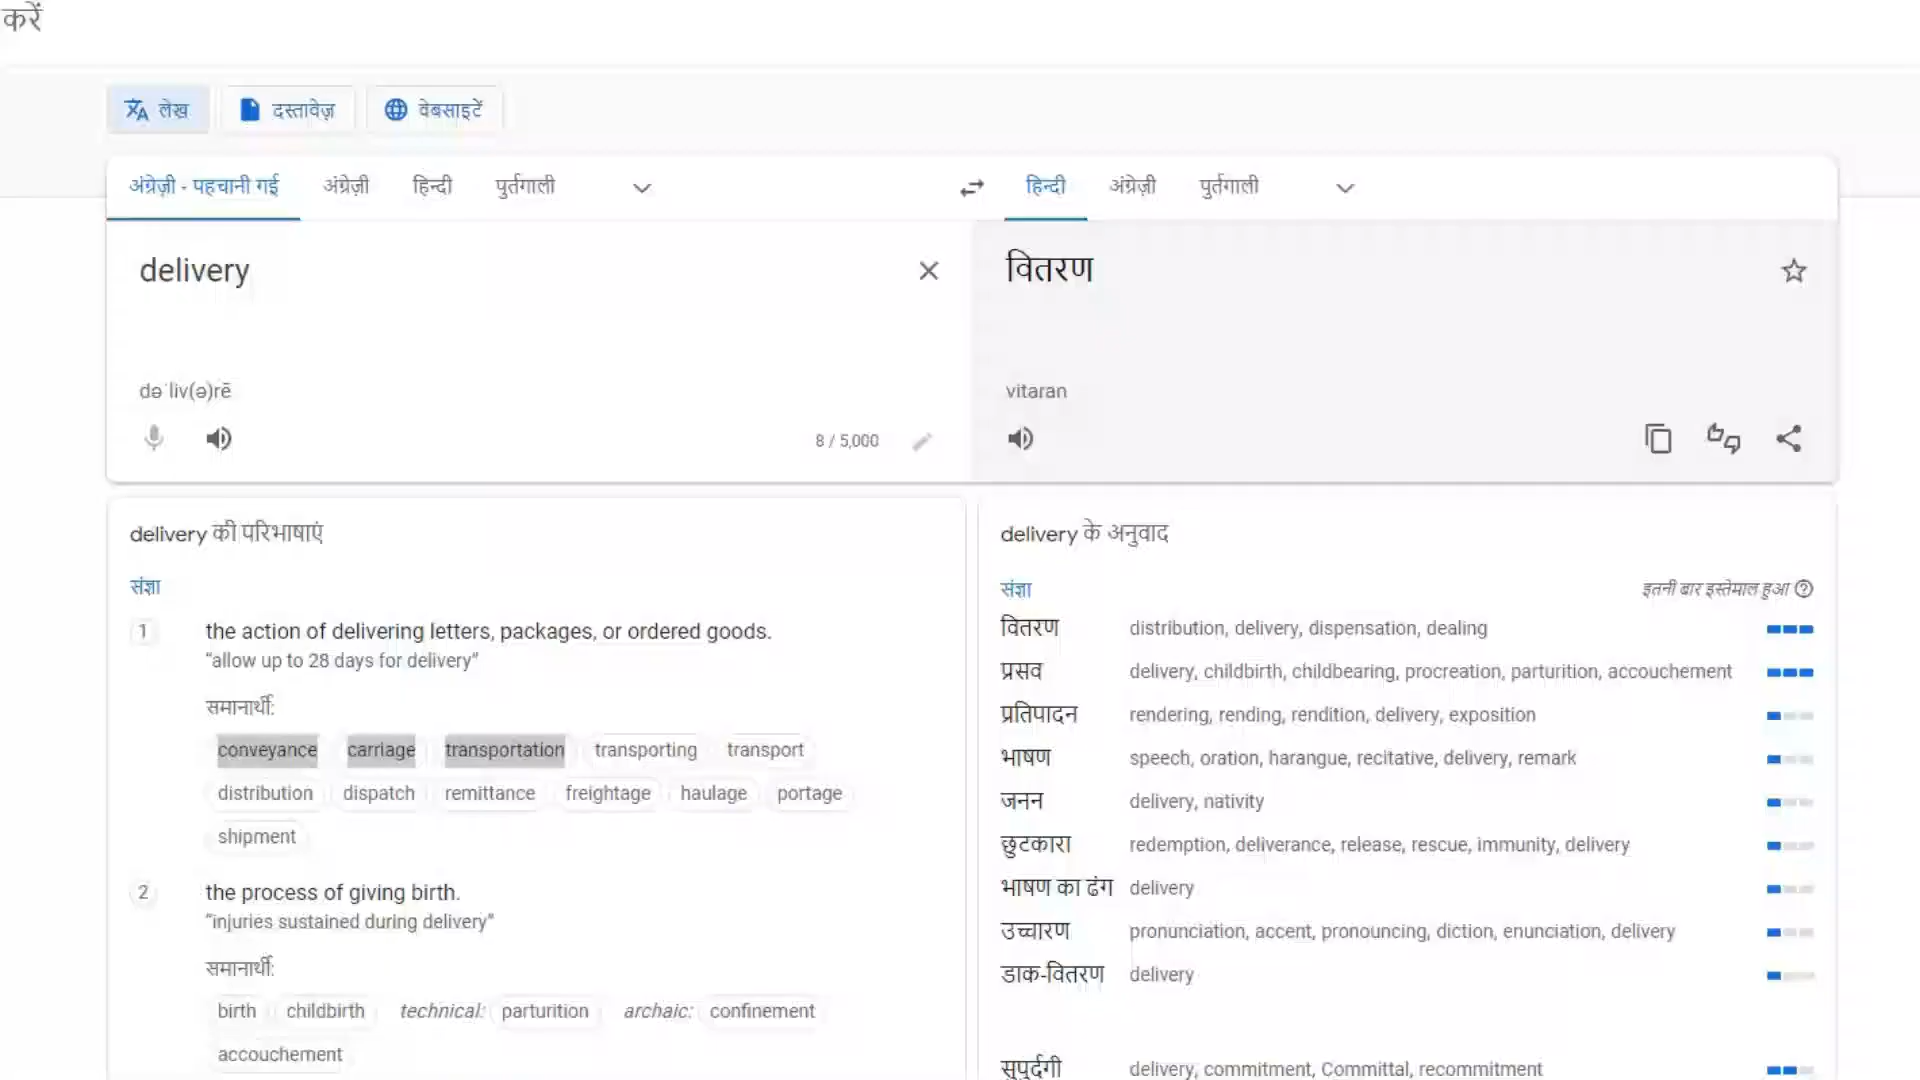 करें
लेख दस्तावेज़ वेबसाइटें
अंग्रेज़ी - पहचानी गई अंग्रेज़ी हिन्दी पुर्तगाली
हिन्दी अंग्रेज़ी पुर्तगाली
delivery
də ˈliv(ə)rē
8 / 5,000
वितरण
vitaran
delivery की परिभाषाएं
संज्ञा
1 the action of delivering letters, packages, or ordered goods.
“allow up to 28 days for delivery”
समानार्थी:
conveyance carriage transportation transporting transport
distribution dispatch remittance freightage haulage portage
shipment
2 the process of giving birth.
“injuries sustained during delivery”
समानार्थी:
birth childbirth technical: parturition archaic: confinement
accouchement
delivery के अनुवाद
संज्ञा इतनी बार इस्तेमाल हुआ
वितरण distribution, delivery, dispensation, dealing
प्रसव delivery, childbirth, childbearing, procreation, parturition, accouchement
प्रतिपादन rendering, rending, rendition, delivery, exposition
भाषण speech, oration, harangue, recitative, delivery, remark
जनन delivery, nativity
छुटकारा redemption, deliverance, release, rescue, immunity, delivery
भाषण का ढंग delivery
उच्चारण pronunciation, accent, pronouncing, diction, enunciation, delivery
डाक-वितरण delivery
सुपुर्दगी delivery, commitment, Committal, recommitment